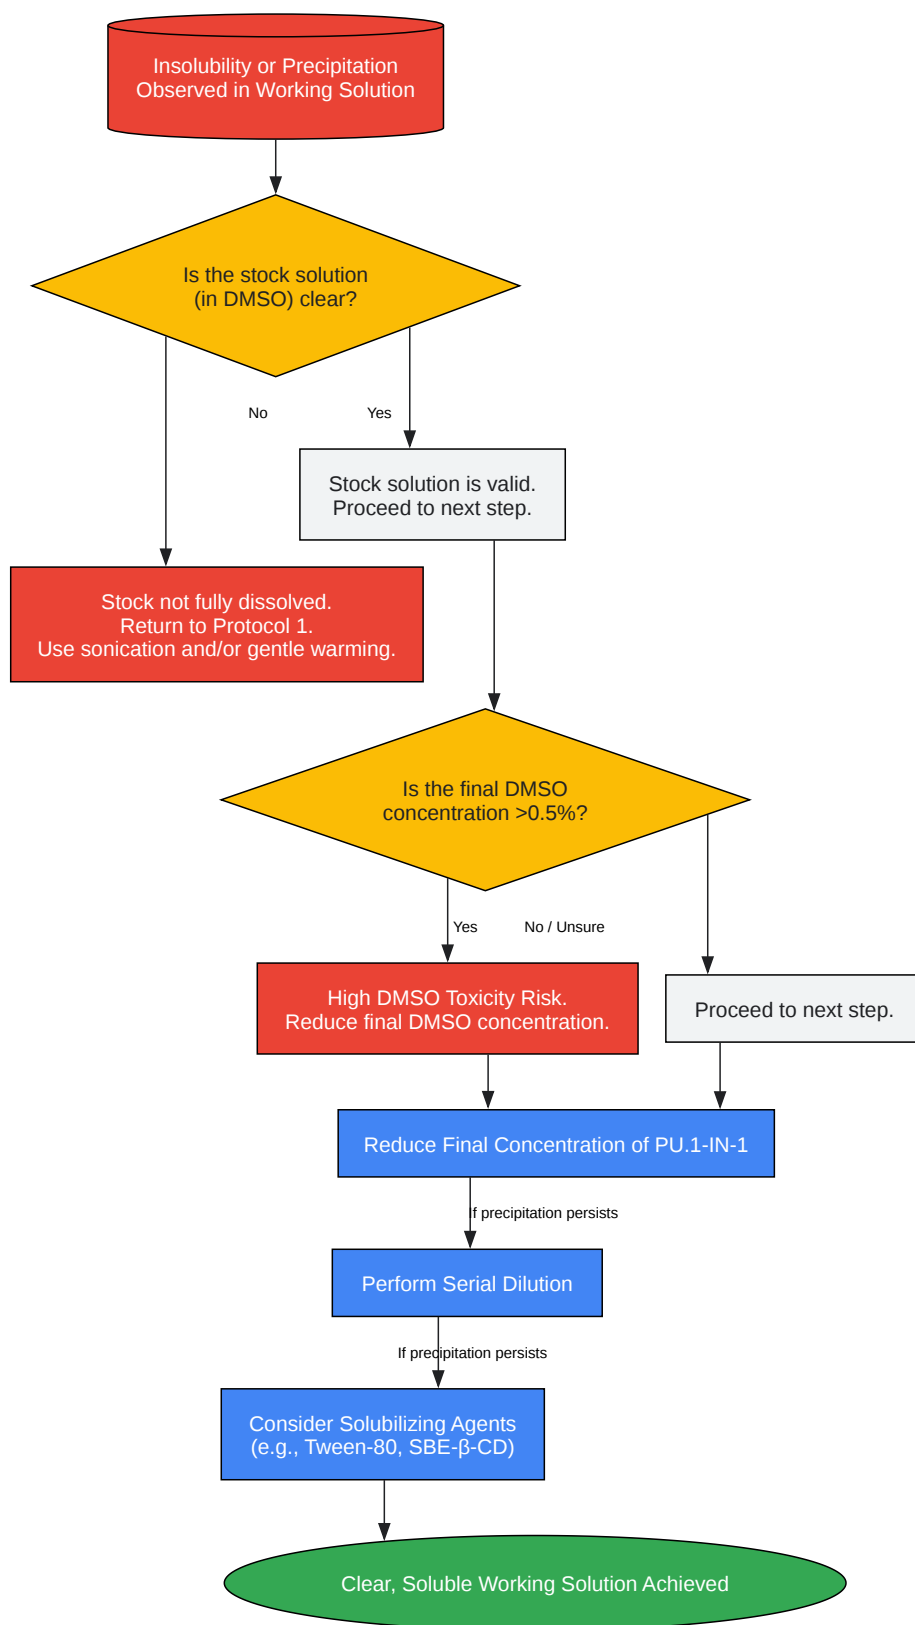 Insolubility or Precipitation
Observed in Working Solution
Is the stock solution
(in DMSO) clear?
No
Yes
Stock solution is valid.
Proceed to next step.
Stock not fully dissolved.
Return to Protocol 1.
Use sonication and/or gentle warming.
Is the final DMSO
concentration >0.5%?
Yes
No / Unsure
High DMSO Toxicity Risk.
Reduce final DMSO concentration.
Proceed to next step.
Reduce Final Concentration of PU.1-IN-1
If precipitation persists
Perform Serial Dilution
If precipitation persists
Consider Solubilizing Agents
(e.g., Tween-80, SBE-β-CD)
Clear, Soluble Working Solution Achieved